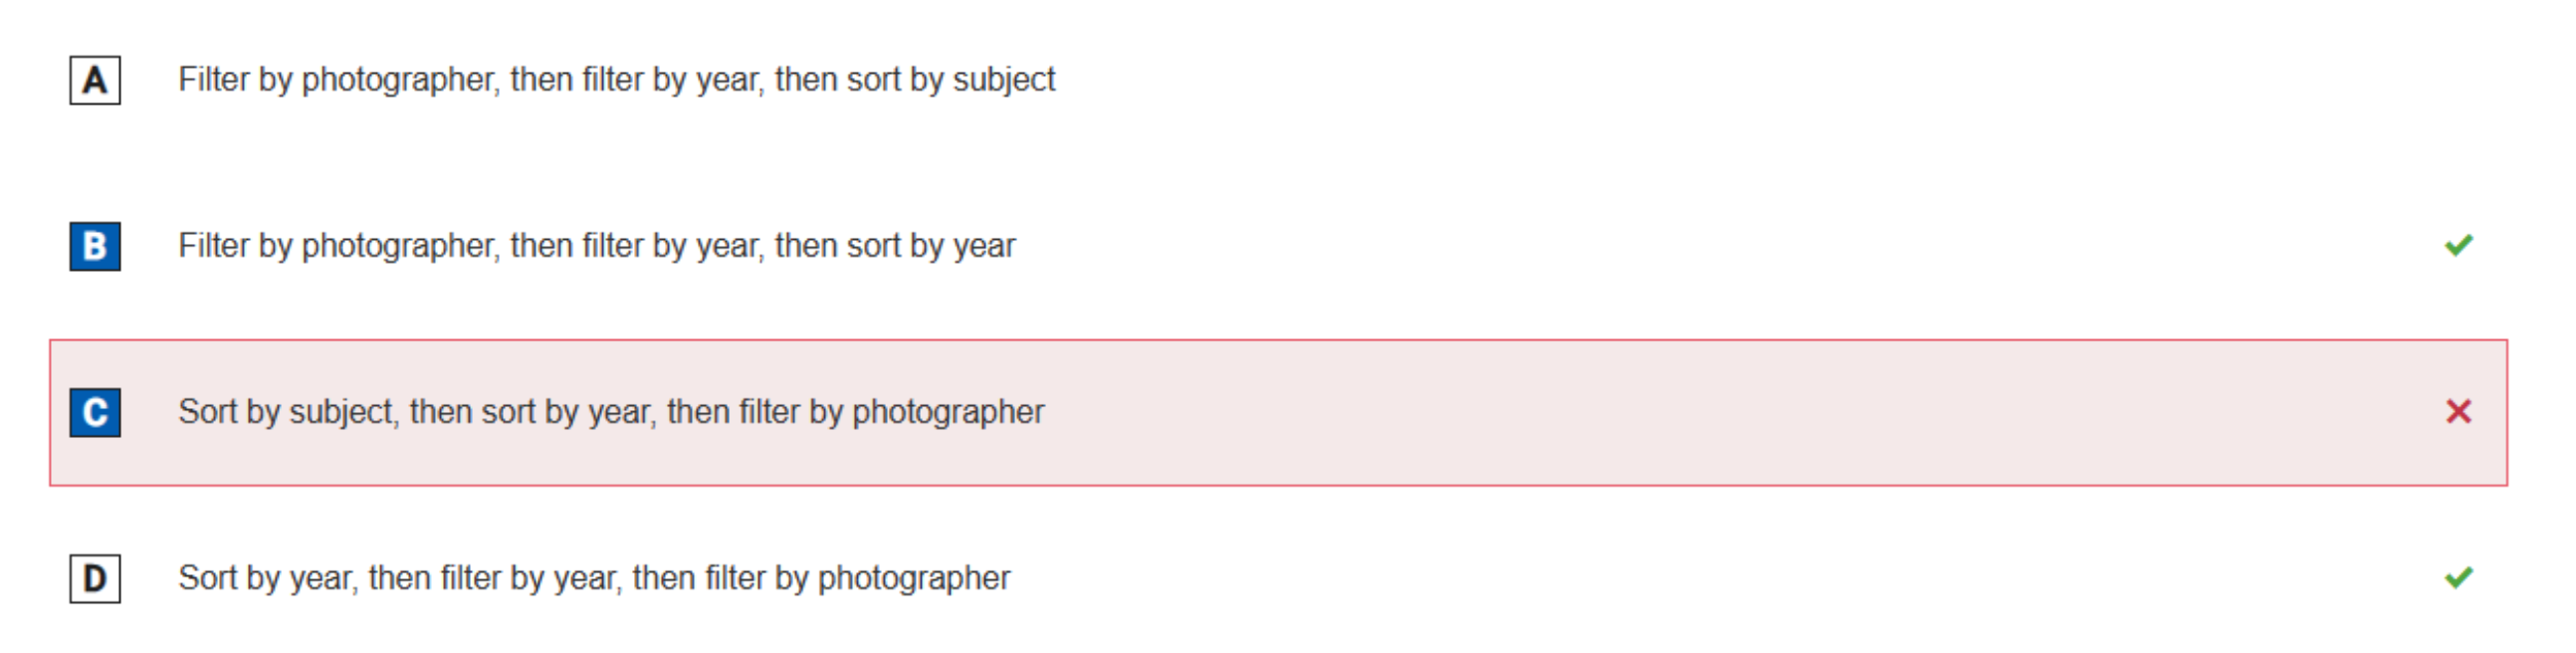 A Filter by photographer, then filter by year, then sort by subject
B Filter by photographer, then filter by year, then sort by year
C Sort by subject, then sort by year, then filter by photographer
D Sort by year, then filter by year, then filter by photographer